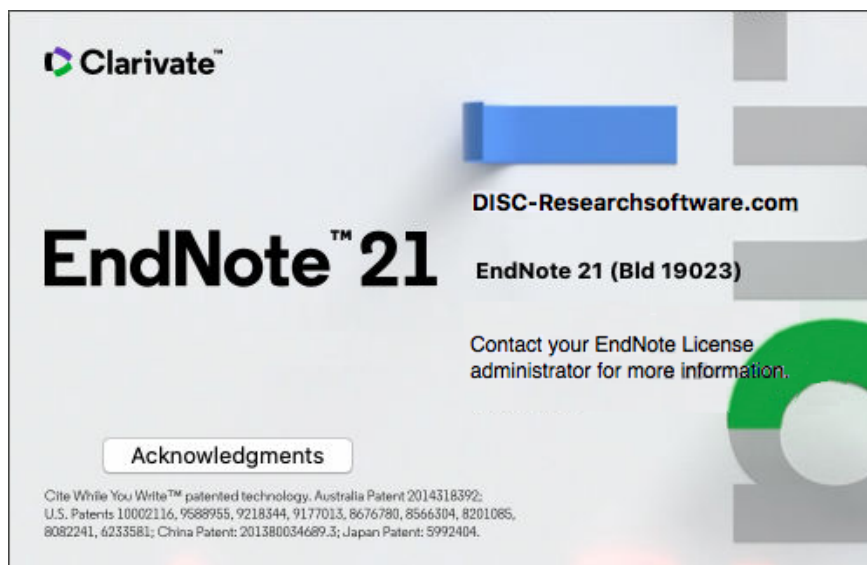 Clarivate™
DISC-Researchsoftware.com
EndNote™ 21
EndNote 21 (Bld 19023)
Contact your EndNote License
administrator for more information.
Acknowledgments
Cite While You Write™ patented technology. Australia Patent 2014318392;
U.S. Patents 10002116, 9588955, 9218344, 9177013, 8676780, 8566304, 8201085,
8082241, 6233581; China Patent: 201380034689.3; Japan Patent: 5992404.